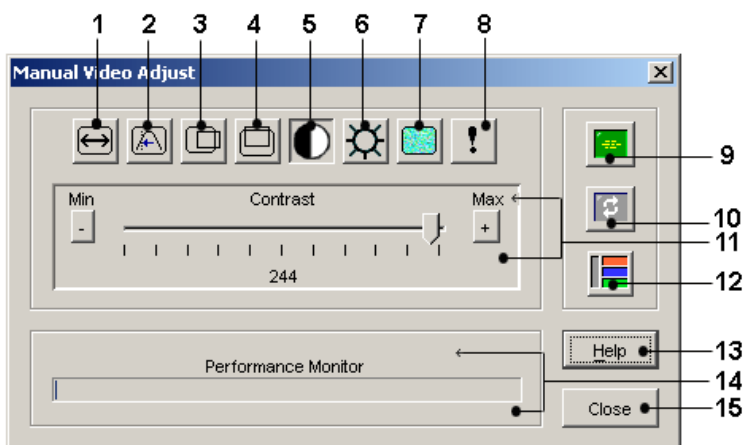 1 2 3 4 5 6 7 8
Manual Video Adjust
9
Min Contrast Max
- +
10
11
244
12
Help 13
Performance Monitor
14
Close 15